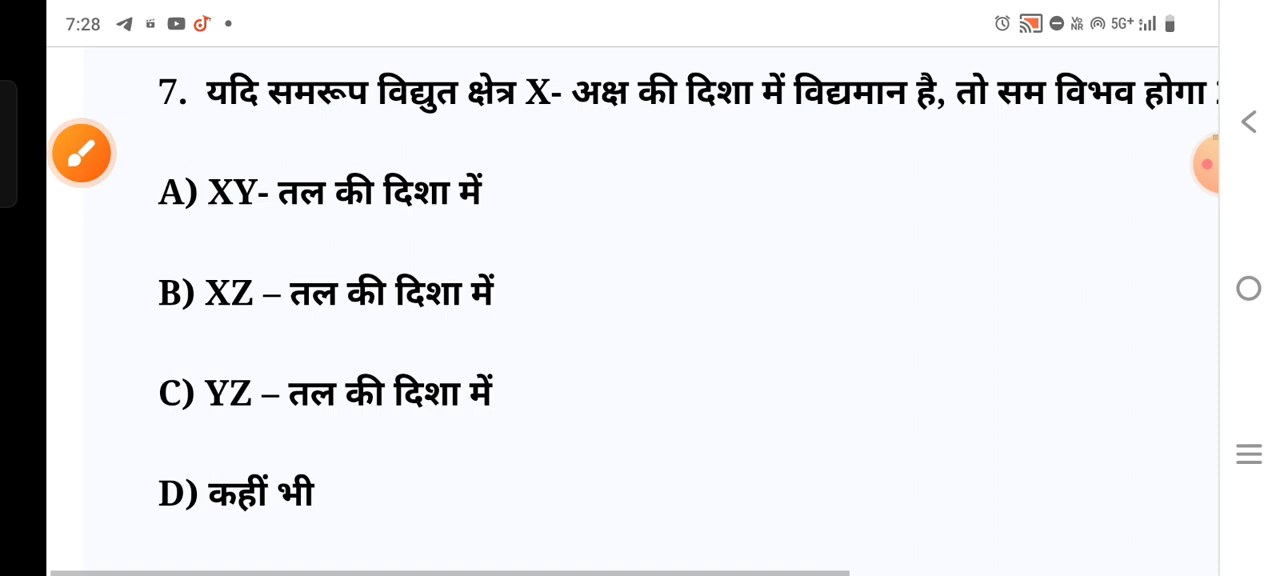 7:28
5G+
7. यदि समरूप विद्युत क्षेत्र X- अक्ष की दिशा में विद्यमान है, तो सम विभव होगा
A) XY- तल की दिशा में
B) XZ – तल की दिशा में
C) YZ – तल की दिशा में
D) कहीं भी